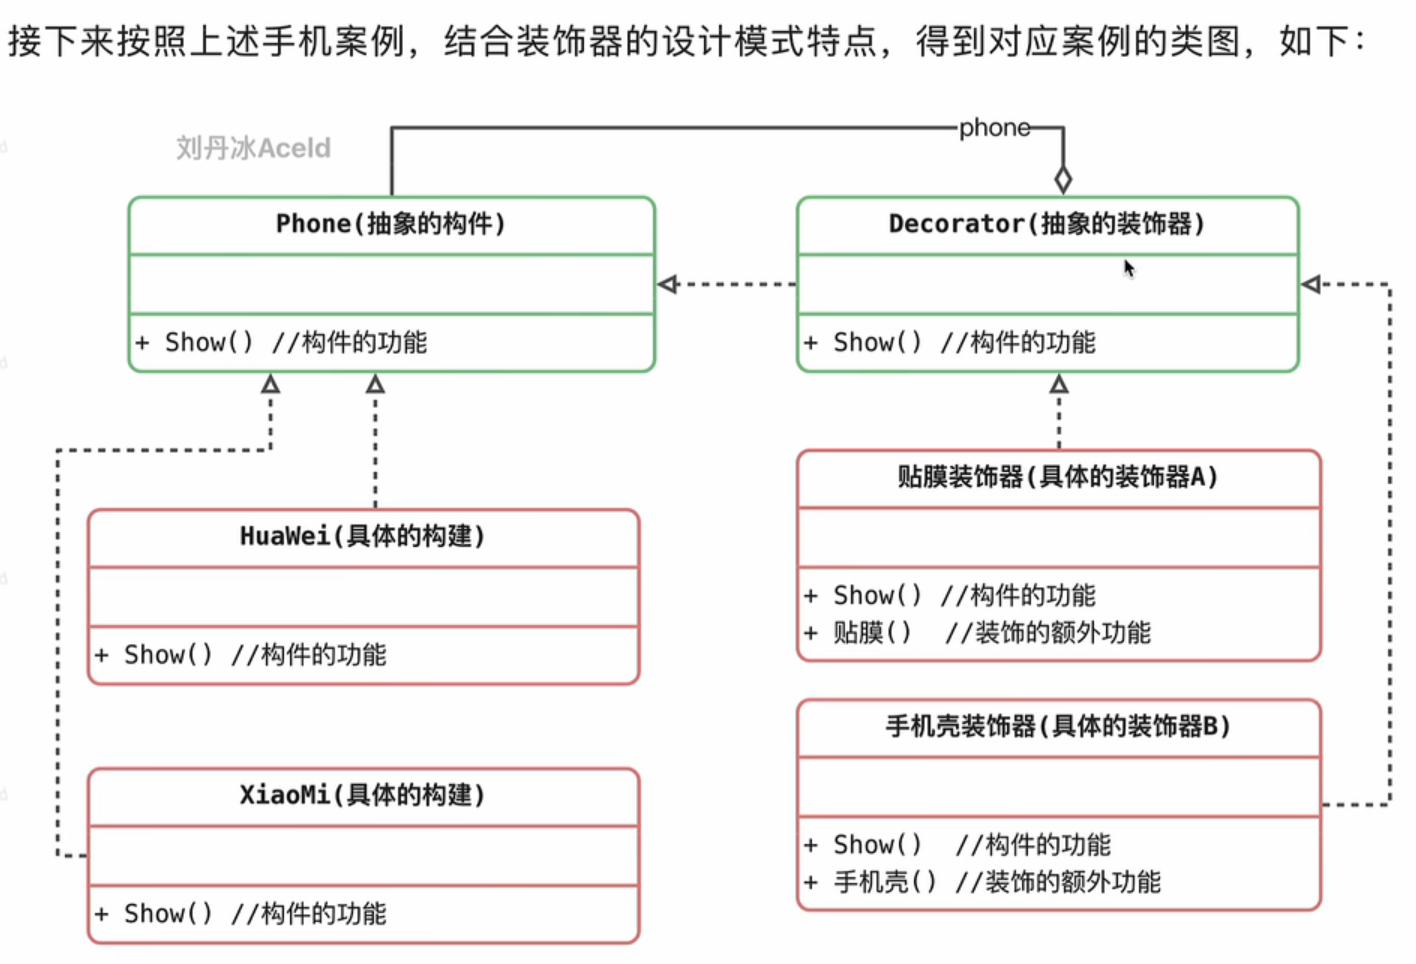 接下来按照上述手机案例，结合装饰器的设计模式特点，得到对应案例的类图，如下：
刘丹冰AceId
phone
Phone(抽象的构件)
+ Show() //构件的功能
Decorator(抽象的装饰器)
+ Show() //构件的功能
HuaWei(具体的构建)
+ Show() //构件的功能
XiaoMi(具体的构建)
+ Show() //构件的功能
贴膜装饰器(具体的装饰器A)
+ Show() //构件的功能
+ 贴膜() //装饰的额外功能
手机壳装饰器(具体的装饰器B)
+ Show() //构件的功能
+ 手机壳() //装饰的额外功能